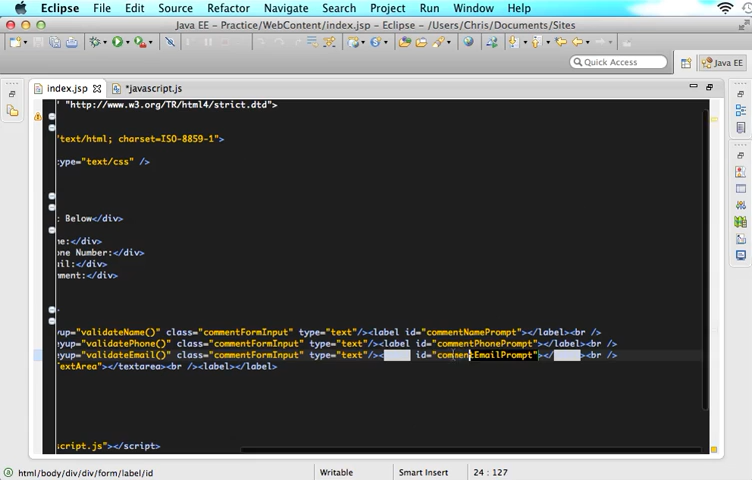 Eclipse File Edit Source Refactor Navigate Search Project Run Window Help
Java EE - Practice/WebContent/index.jsp - Eclipse - /Users/Chris/Documents/Sites
Quick Access Java EE
index.jsp *javascript.js
" "http://www.w3.org/TR/html4/strict.dtd">
"text/html; charset=ISO-8859-1">
type="text/css" />
: Below</div>
me:</div>
one Number:</div>
il:</div>
mment:</div>
yup="validateName()" class="commentFormInput" type="text"/><label id="commentNamePrompt"></label><br />
eyup="validatePhone()" class="commentFormInput" type="text"/><label id="commentPhonePrompt"></label><br />
eyup="validateEmail()" class="commentFormInput" type="text"/><label id="commentEmailPrompt"></label><br />
extArea"></textarea><br /><label></label>
script.js"></script>
html/body/div/div/form/label/id Writable Smart Insert 24 : 127